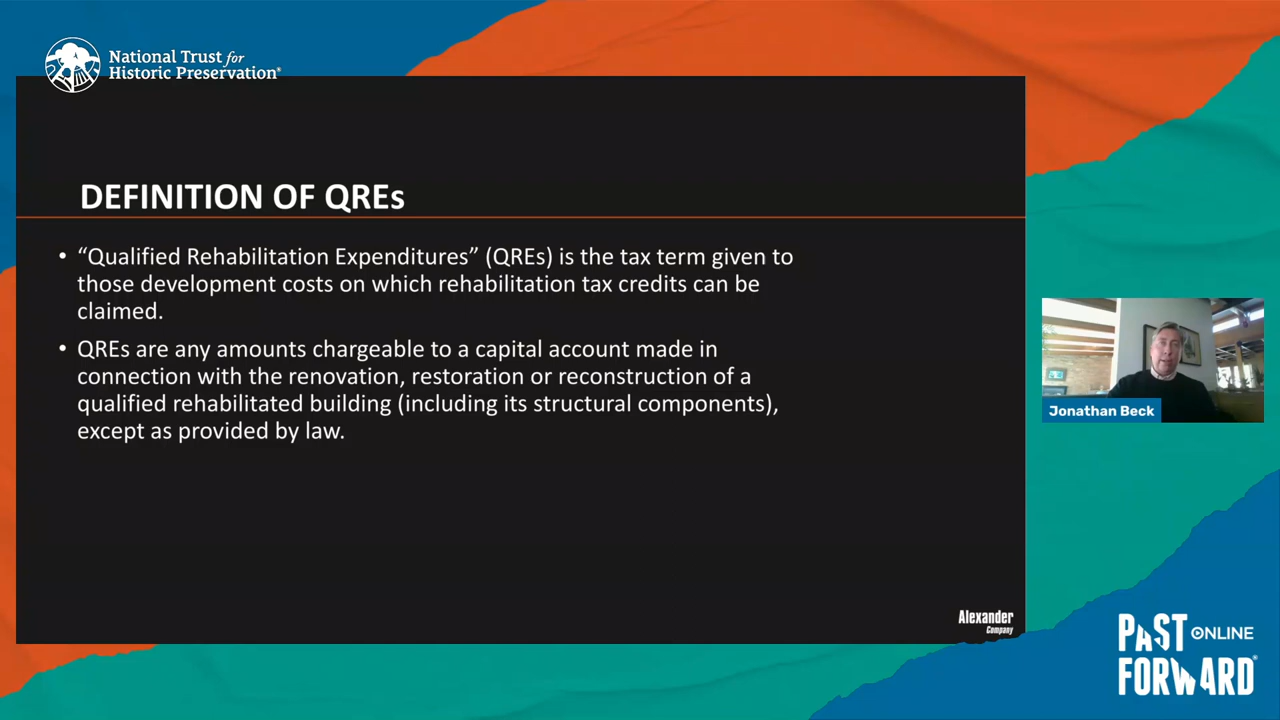 National Trust for
Historic Preservation®
DEFINITION OF QREs
• “Qualified Rehabilitation Expenditures” (QREs) is the tax term given to
those development costs on which rehabilitation tax credits can be
claimed.
• QREs are any amounts chargeable to a capital account made in
connection with the renovation, restoration or reconstruction of a
qualified rehabilitated building (including its structural components),
except as provided by law.
Jonathan Beck
Alexander
Company
PAST ONLINE
FORWARD®